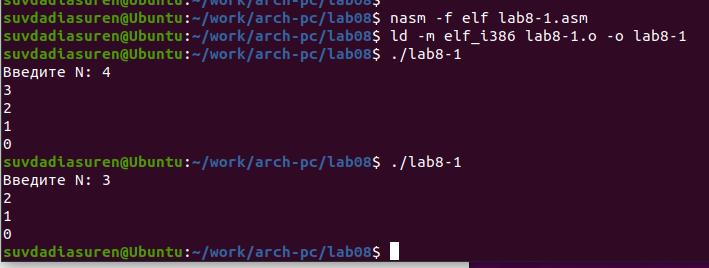 suvdadiasuren@Ubuntu:~/work/arch-pc/lab08$ nasm -f elf lab8-1.asm
suvdadiasuren@Ubuntu:~/work/arch-pc/lab08$ ld -m elf_i386 lab8-1.o -o lab8-1
suvdadiasuren@Ubuntu:~/work/arch-pc/lab08$ ./lab8-1
Введите N: 4
3
2
1
0
suvdadiasuren@Ubuntu:~/work/arch-pc/lab08$ ./lab8-1
Введите N: 3
2
1
0
suvdadiasuren@Ubuntu:~/work/arch-pc/lab08$